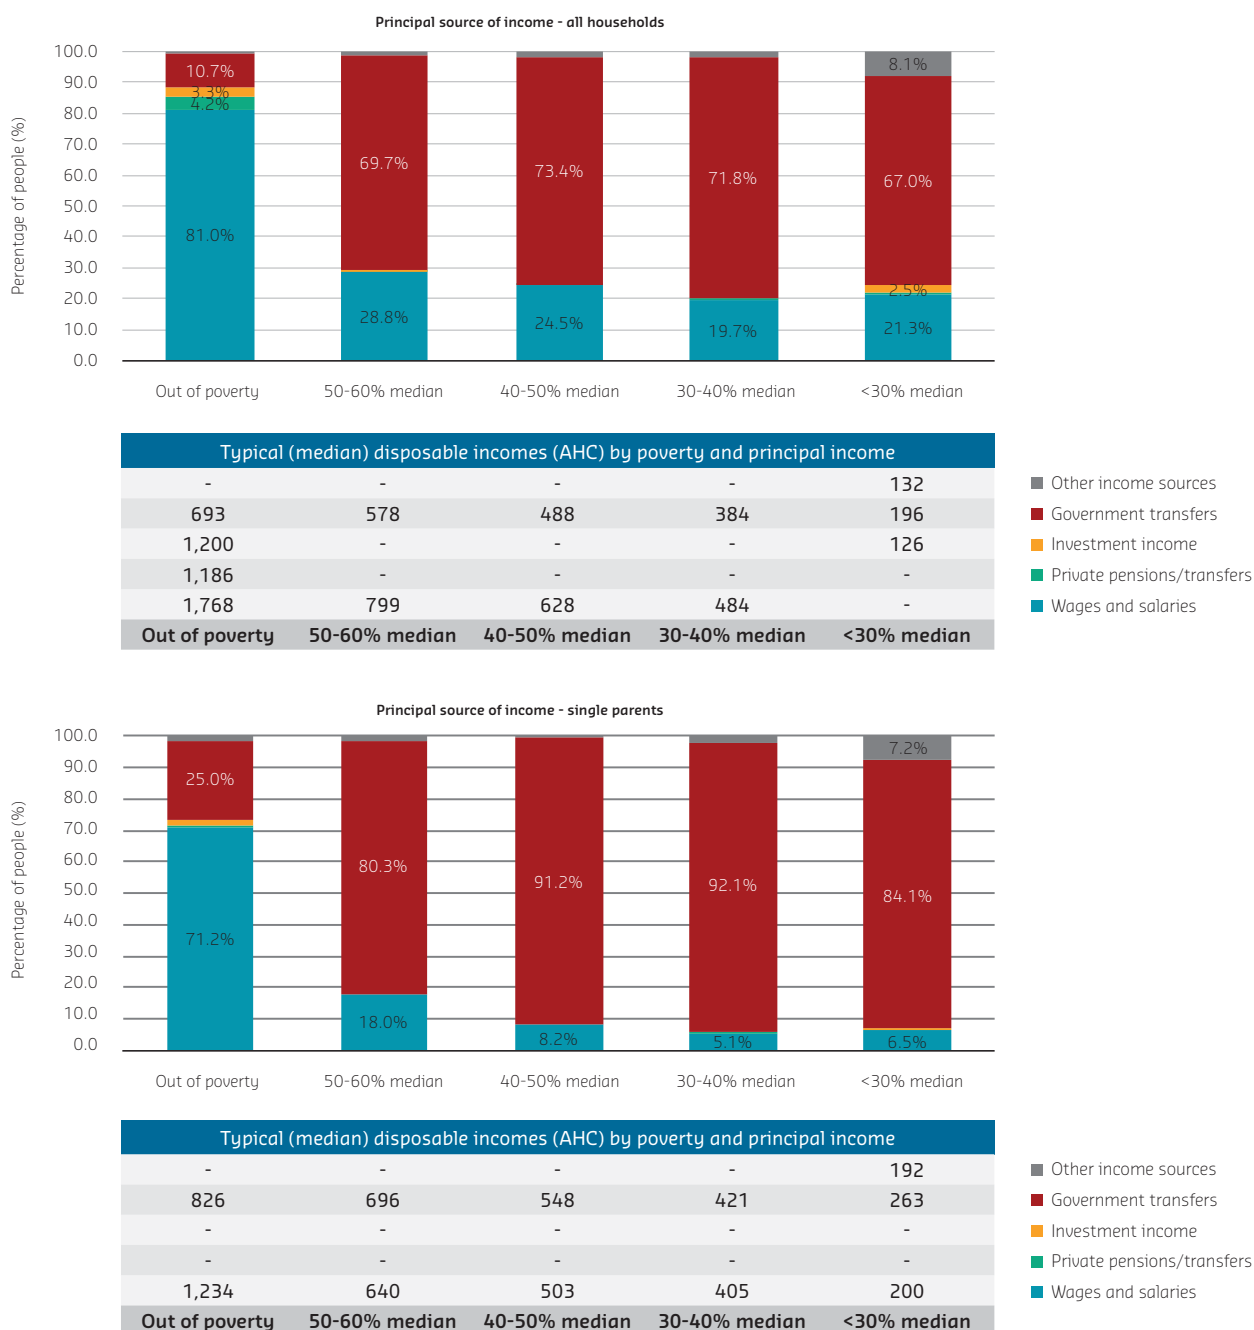 Principal source of income - all households
Percentage of people (%)
100.0
90.0
80.0
70.0
60.0
50.0
40.0
30.0
20.0
10.0
0.0
10.7%
3.3%
4.2%
81.0%
69.7%
28.8%
73.4%
24.5%
71.8%
19.7%
8.1%
67.0%
2.5%
21.3%
Out of poverty 50-60% median 40-50% median 30-40% median <30% median
Typical (median) disposable incomes (AHC) by poverty and principal income
- - - - 132
693 578 488 384 196
1,200 - - - 126
1,186 - - - -
1,768 799 628 484 -
Out of poverty 50-60% median 40-50% median 30-40% median <30% median
Other income sources
Government transfers
Investment income
Private pensions/transfers
Wages and salaries
Principal source of income - single parents
Percentage of people (%)
100.0
90.0
80.0
70.0
60.0
50.0
40.0
30.0
20.0
10.0
0.0
25.0%
71.2%
80.3%
18.0%
91.2%
8.2%
92.1%
5.1%
7.2%
84.1%
6.5%
Out of poverty 50-60% median 40-50% median 30-40% median <30% median
Typical (median) disposable incomes (AHC) by poverty and principal income
- - - - 192
826 696 548 421 263
- - - - -
- - - - -
1,234 640 503 405 200
Out of poverty 50-60% median 40-50% median 30-40% median <30% median
Other income sources
Government transfers
Investment income
Private pensions/transfers
Wages and salaries